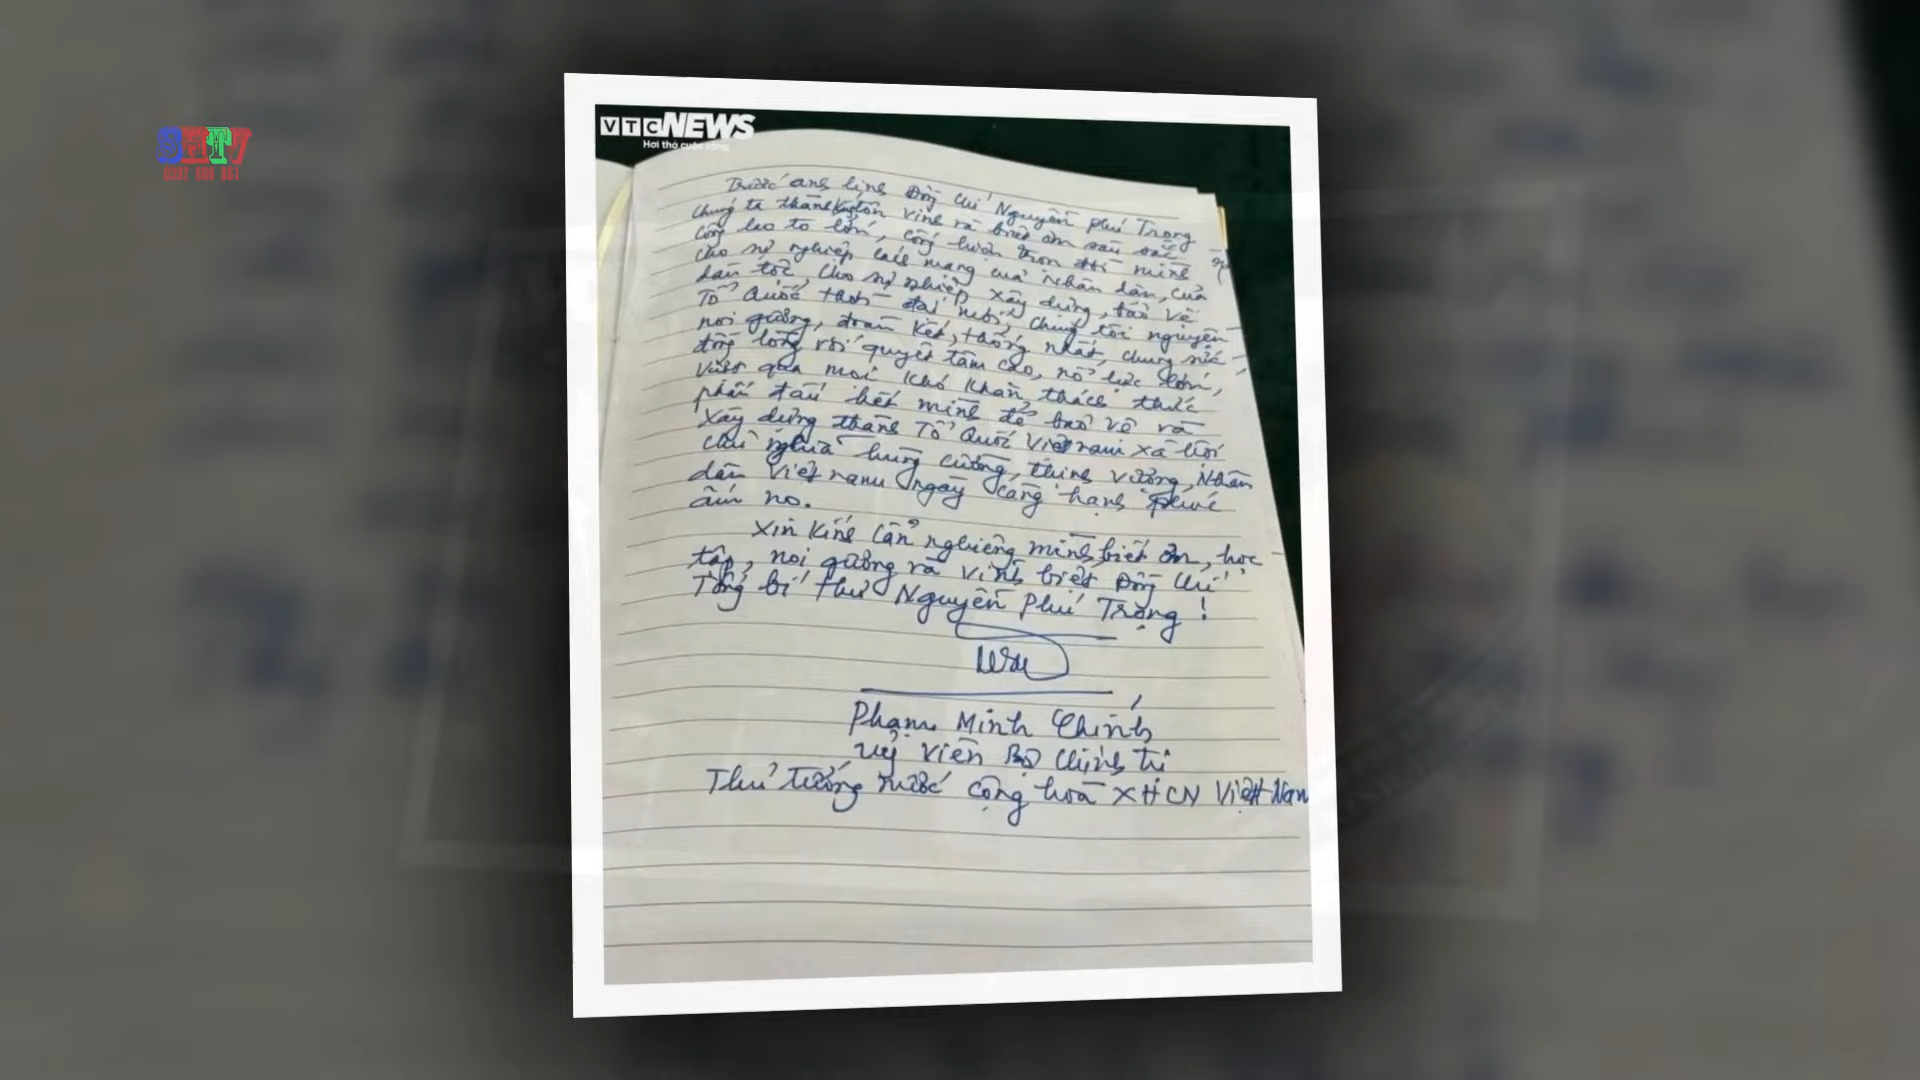 VTC NEWS
Hơi thở cuộc sống
SHTV
Trước anh linh Đồng chí Nguyễn Phú Trọng
chúng ta thành kính tôn vinh và biết ơn sâu sắc
công lao to lớn, cống hiến trọn đời mình
cho sự nghiệp cách mạng của Nhân dân, của
dân tộc, cho sự nghiệp xây dựng, bảo vệ
Tổ Quốc thời đại mới, chúng tôi nguyện
noi gương, đoàn kết, thống nhất, chung sức
đồng lòng với quyết tâm cao, nỗ lực lớn,
vượt qua mọi khó khăn thách thức
phấn đấu hết mình để bảo vệ và
xây dựng thành Tổ Quốc Việt nam xã hội
chủ nghĩa hùng cường, thịnh vượng, Nhân
dân Việt nam ngày càng hạnh phúc
ấm no.
Xin kính cẩn nghiêng mình biết ơn, học
tập, noi gương và vĩnh biệt Đồng chí
Tổng bí thư Nguyễn Phú Trọng!
Phạm Minh Chính
uỷ viên Bộ Chính trị
Thủ tướng nước cộng hoà XHCN Việt Nam